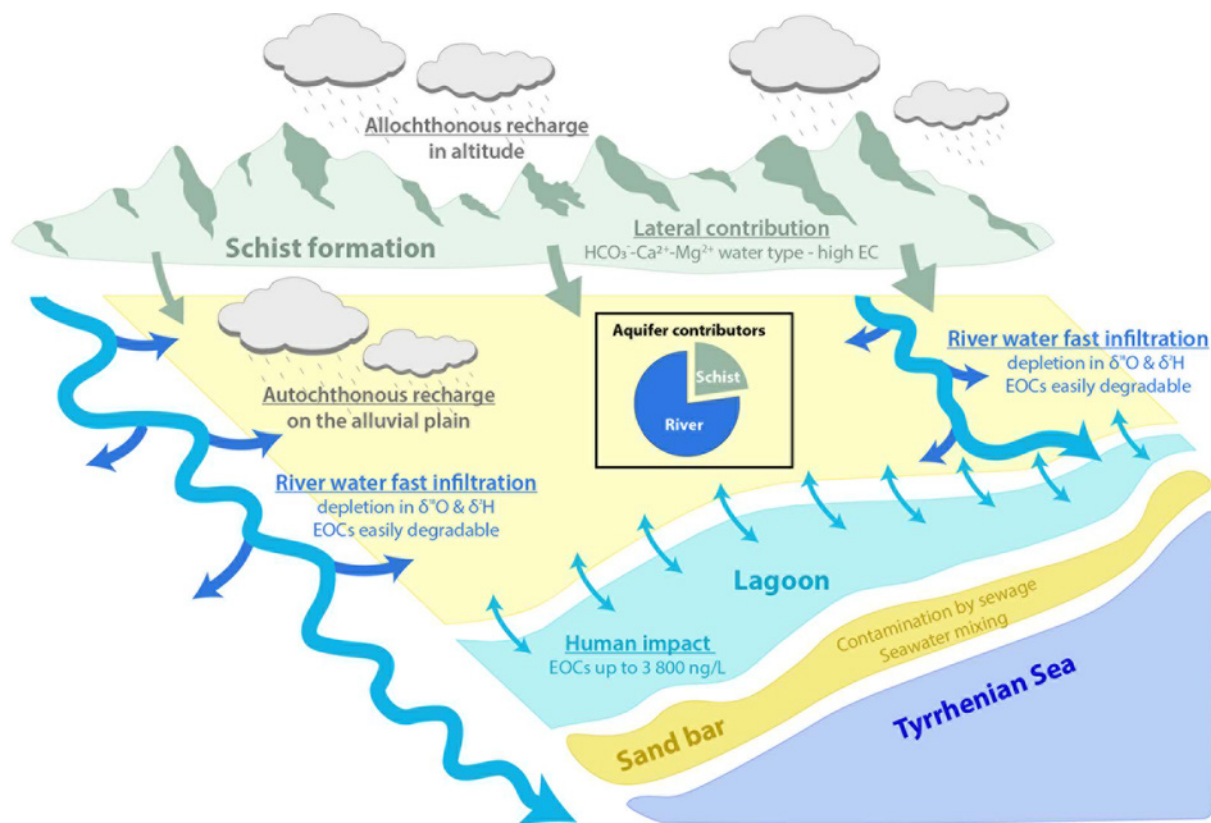 Allochthonous recharge
in altitude
Lateral contribution
HCO₃⁻-Ca²⁺-Mg²⁺ water type - high EC
Schist formation
Aquifer contributors
Schist
River
River water fast infiltration
depletion in δ¹⁸O & δ²H
EOCs easily degradable
Autochthonous recharge
on the alluvial plain
River water fast infiltration
depletion in δ¹⁸O & δ²H
EOCs easily degradable
Lagoon
Human impact
EOCs up to 3 800 ng/L
Contamination by sewage
Seawater mixing
Sand bar
Tyrrhenian Sea